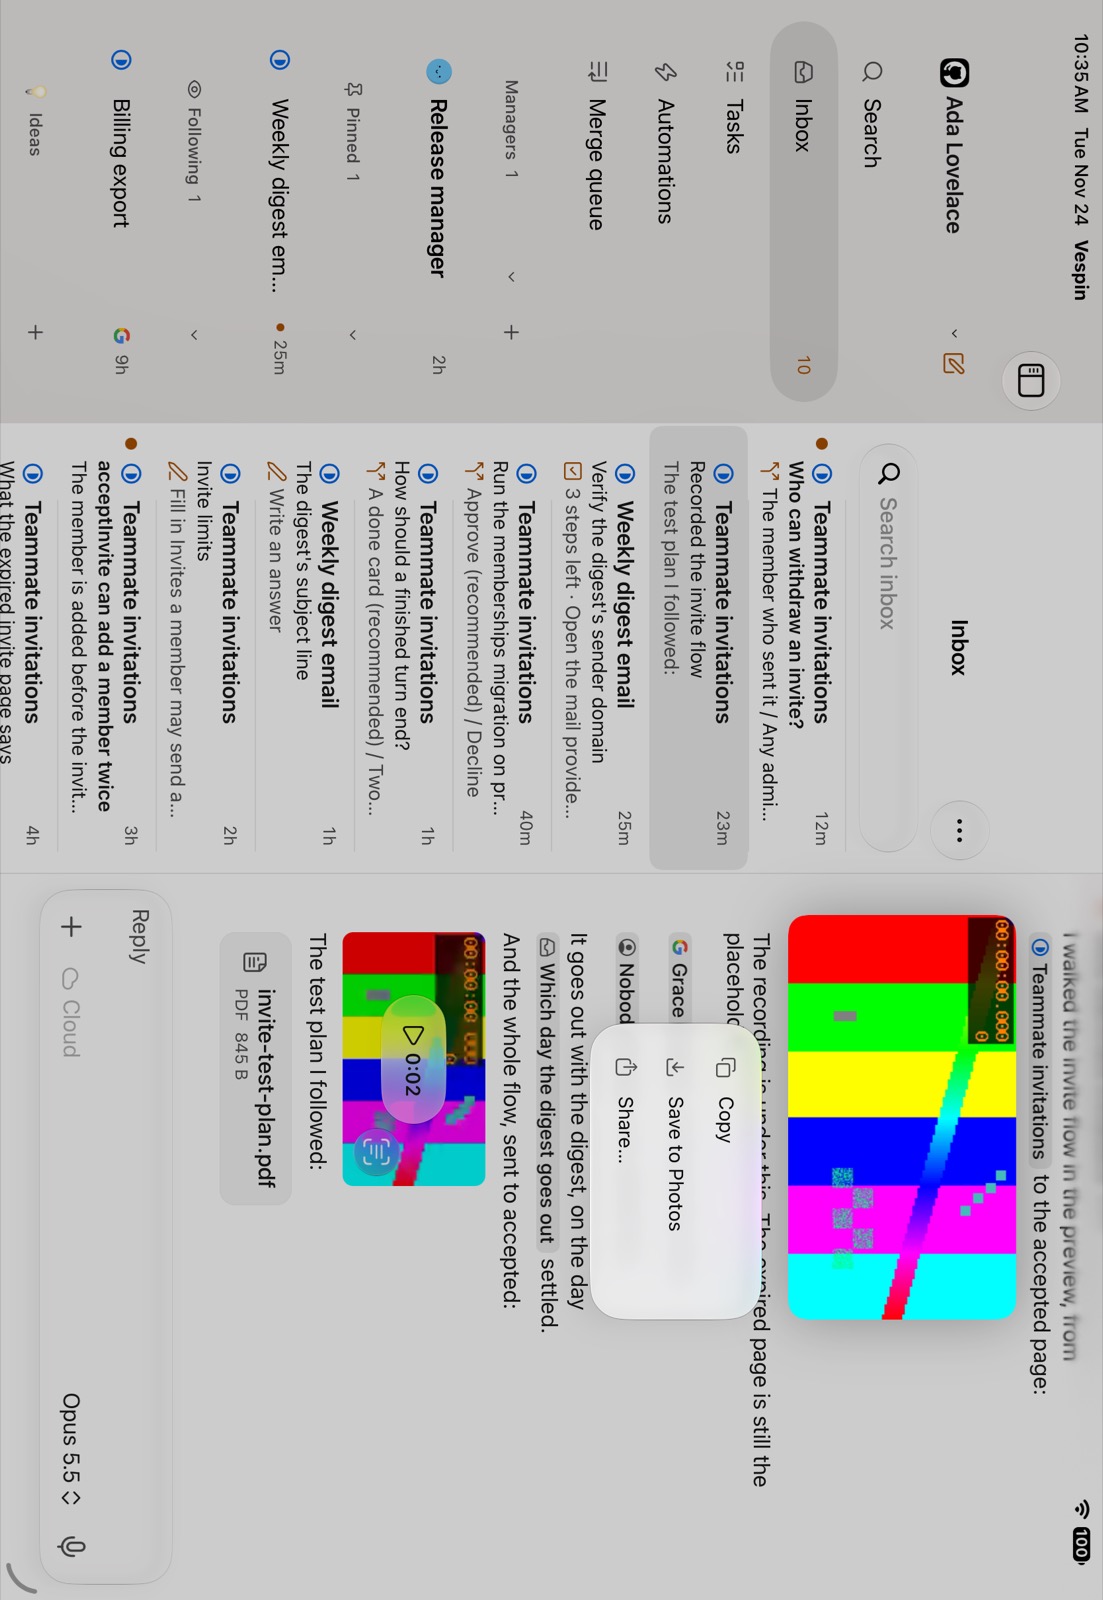 10:35 AM Tue Nov 24 Vespin
100
Ada Lovelace
Search
Inbox 10
Tasks
Automations
Merge queue
Managers 1
Release manager 2h
Pinned 1
Weekly digest em... 25m
Following 1
Billing export 9h
Ideas
Inbox
Search inbox
Teammate invitations 12m
Who can withdraw an invite?
The member who sent it / Any admi...
Teammate invitations 23m
Recorded the invite flow
The test plan I followed:
Weekly digest email 25m
Verify the digest's sender domain
3 steps left · Open the mail provide...
Teammate invitations 40m
Run the memberships migration on pr...
Approve (recommended) / Decline
Teammate invitations 1h
How should a finished turn end?
A done card (recommended) / Two...
Weekly digest email 1h
The digest's subject line
Write an answer
Teammate invitations 2h
Invite limits
Fill in Invites a member may send a...
Teammate invitations 3h
acceptInvite can add a member twice
The member is added before the invit...
Teammate invitations 4h
What the expired invite page says
I walked the invite flow in the preview, from
Teammate invitations to the accepted page:
00:00:00.000
0
The recording is under this. The expired page is still the
Copy
Save to Photos
Share...
Grace
It goes out with the digest, on the day
Which day the digest goes out settled.
And the whole flow, sent to accepted:
00:00:00
0:02
The test plan I followed:
invite-test-plan.pdf
PDF 845 B
Reply
Cloud
Opus 5.5